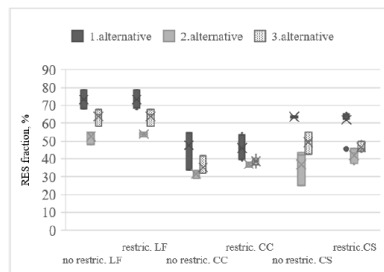 1.alternative 2.alternative 3.alternative
90
80
70
60
50
40
30
20
10
0
RES fraction, %
restric. LF restric. CC restric.CS
no restric. LF no restric. CC no restric. CS